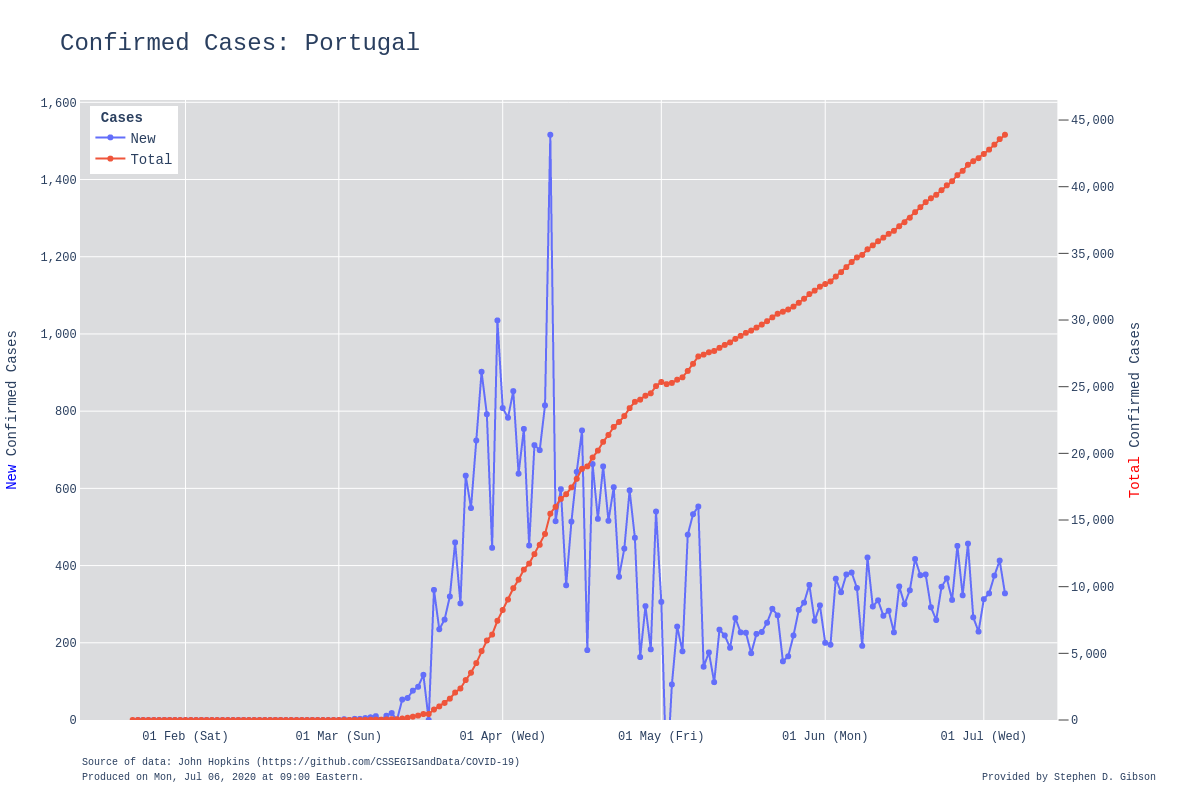 Confirmed Cases: Portugal
Cases
New
Total
1,600
1,400
1,200
1,000
800
600
400
200
0
New Confirmed Cases
45,000
40,000
35,000
30,000
25,000
20,000
15,000
10,000
5,000
0
Total Confirmed Cases
01 Feb (Sat) 01 Mar (Sun) 01 Apr (Wed) 01 May (Fri) 01 Jun (Mon) 01 Jul (Wed)
Source of data: John Hopkins (https://github.com/CSSEGISandData/COVID-19)
Produced on Mon, Jul 06, 2020 at 09:00 Eastern.
Provided by Stephen D. Gibson